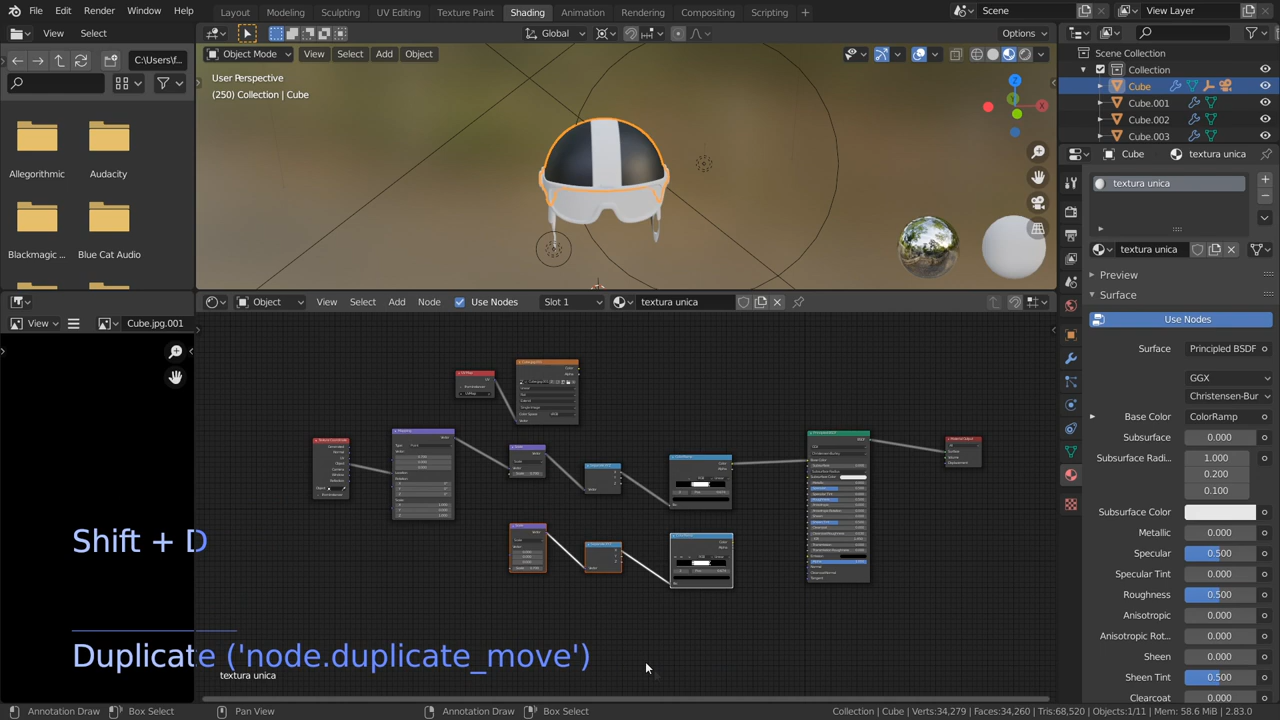 File Edit Render Window Help Layout Modeling Sculpting UV Editing Texture Paint Shading Animation Rendering Compositing Scripting + Scene View Layer
View Select Global Options
Object Mode View Select Add Object
C:\Users\f...
User Perspective
(250) Collection | Cube
Scene Collection
Collection
Cube
Cube.001
Cube.002
Cube.003
Allegorithmic ...
Audacity
Blackmagic ...
Blue Cat Audio
Cube textura unica
textura unica
textura unica
Preview
Surface
Use Nodes
Surface Principled BSDF
GGX
Christensen-Bur
Base Color ColorRamp
Subsurface 0.000
Subsurface Radi... 1.000
0.200
0.100
Subsurface Color
Metallic 0.000
Specular 0.500
Specular Tint 0.000
Roughness 0.500
Anisotropic 0.000
Anisotropic Rot... 0.000
Sheen 0.000
Sheen Tint 0.500
Clearcoat 0.000
Object View Select Add Node Use Nodes Slot 1 textura unica
View Cube.jpg.001
Shift + D
Duplicate ('node.duplicate_move')
textura unica
Annotation Draw Box Select Pan View Annotation Draw Box Select
Collection | Cube | Verts:34,279 | Faces:34,260 | Tris:68,520 | Objects:1/11 | Mem: 58.6 MiB | 2.83.0